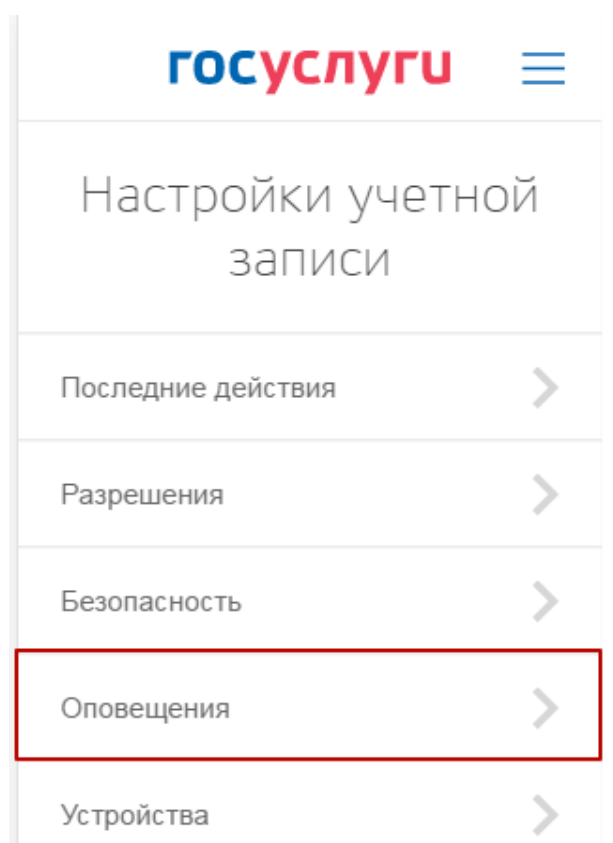 госуслуги
Настройки учетной
записи
Последние действия
Разрешения
Безопасность
Оповещения
Устройства